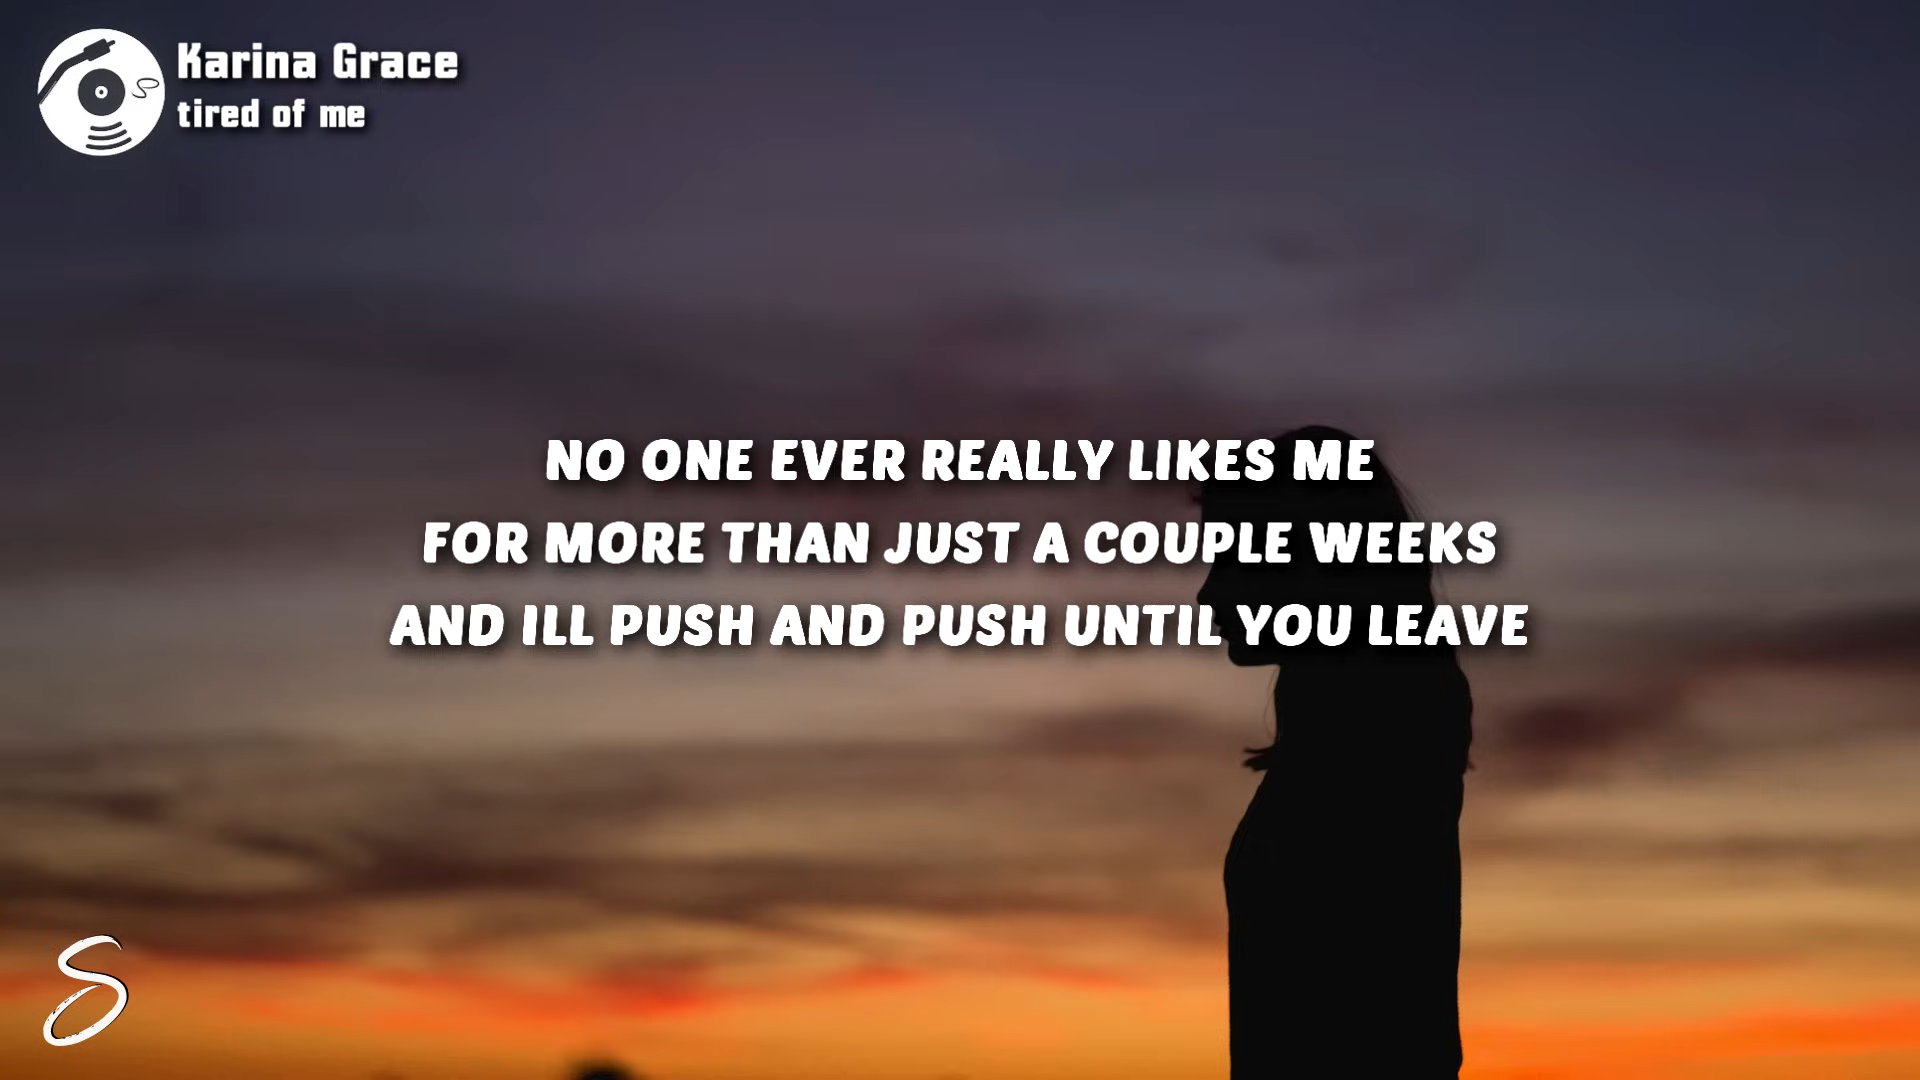 Karina Grace
tired of me
NO ONE EVER REALLY LIKES ME
FOR MORE THAN JUST A COUPLE WEEKS
AND ILL PUSH AND PUSH UNTIL YOU LEAVE
S